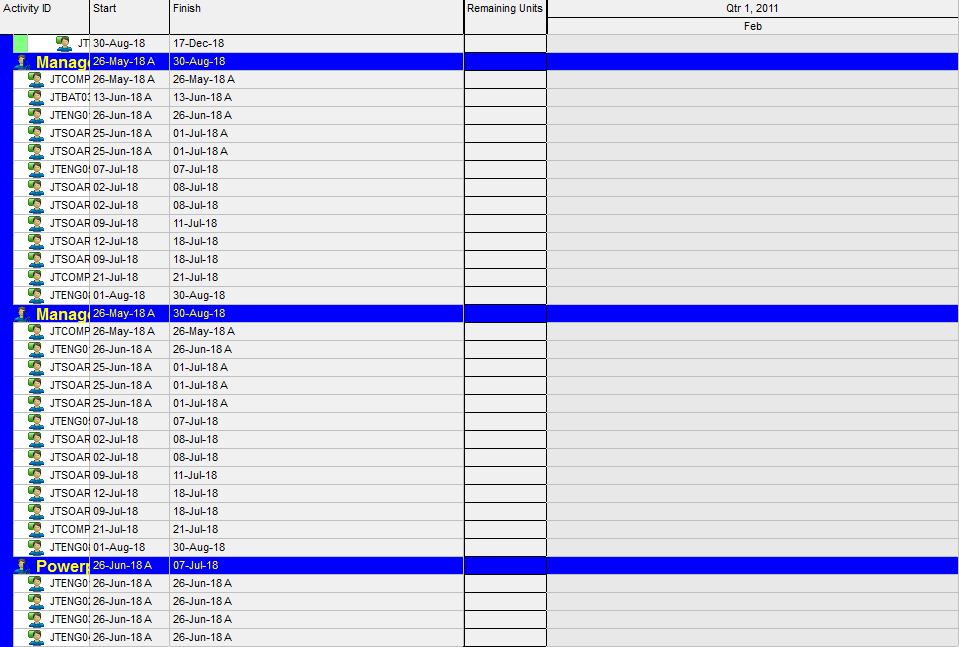 Activity ID Start Finish Remaining Units Qtr 1, 2011
Feb
JT 30-Aug-18 17-Dec-18
Manag 26-May-18 A 30-Aug-18
JTCOMP 26-May-18 A 26-May-18 A
JTBAT03 13-Jun-18 A 13-Jun-18 A
JTENG0 26-Jun-18 A 26-Jun-18 A
JTSOAR 25-Jun-18 A 01-Jul-18 A
JTSOAR 25-Jun-18 A 01-Jul-18 A
JTENG0 07-Jul-18 07-Jul-18
JTSOAR 02-Jul-18 08-Jul-18
JTSOAR 02-Jul-18 08-Jul-18
JTSOAR 09-Jul-18 11-Jul-18
JTSOAR 12-Jul-18 18-Jul-18
JTSOAR 09-Jul-18 18-Jul-18
JTCOMP 21-Jul-18 21-Jul-18
JTENG0 01-Aug-18 30-Aug-18
Manag 26-May-18 A 30-Aug-18
JTCOMP 26-May-18 A 26-May-18 A
JTENG0 26-Jun-18 A 26-Jun-18 A
JTSOAR 25-Jun-18 A 01-Jul-18 A
JTSOAR 25-Jun-18 A 01-Jul-18 A
JTSOAR 25-Jun-18 A 01-Jul-18 A
JTENG0 07-Jul-18 07-Jul-18
JTSOAR 02-Jul-18 08-Jul-18
JTSOAR 02-Jul-18 08-Jul-18
JTSOAR 09-Jul-18 11-Jul-18
JTSOAR 12-Jul-18 18-Jul-18
JTSOAR 09-Jul-18 18-Jul-18
JTCOMP 21-Jul-18 21-Jul-18
JTENG0 01-Aug-18 30-Aug-18
Powerp 26-Jun-18 A 07-Jul-18
JTENG0 26-Jun-18 A 26-Jun-18 A
JTENG0 26-Jun-18 A 26-Jun-18 A
JTENG0 26-Jun-18 A 26-Jun-18 A
JTENG0 26-Jun-18 A 26-Jun-18 A